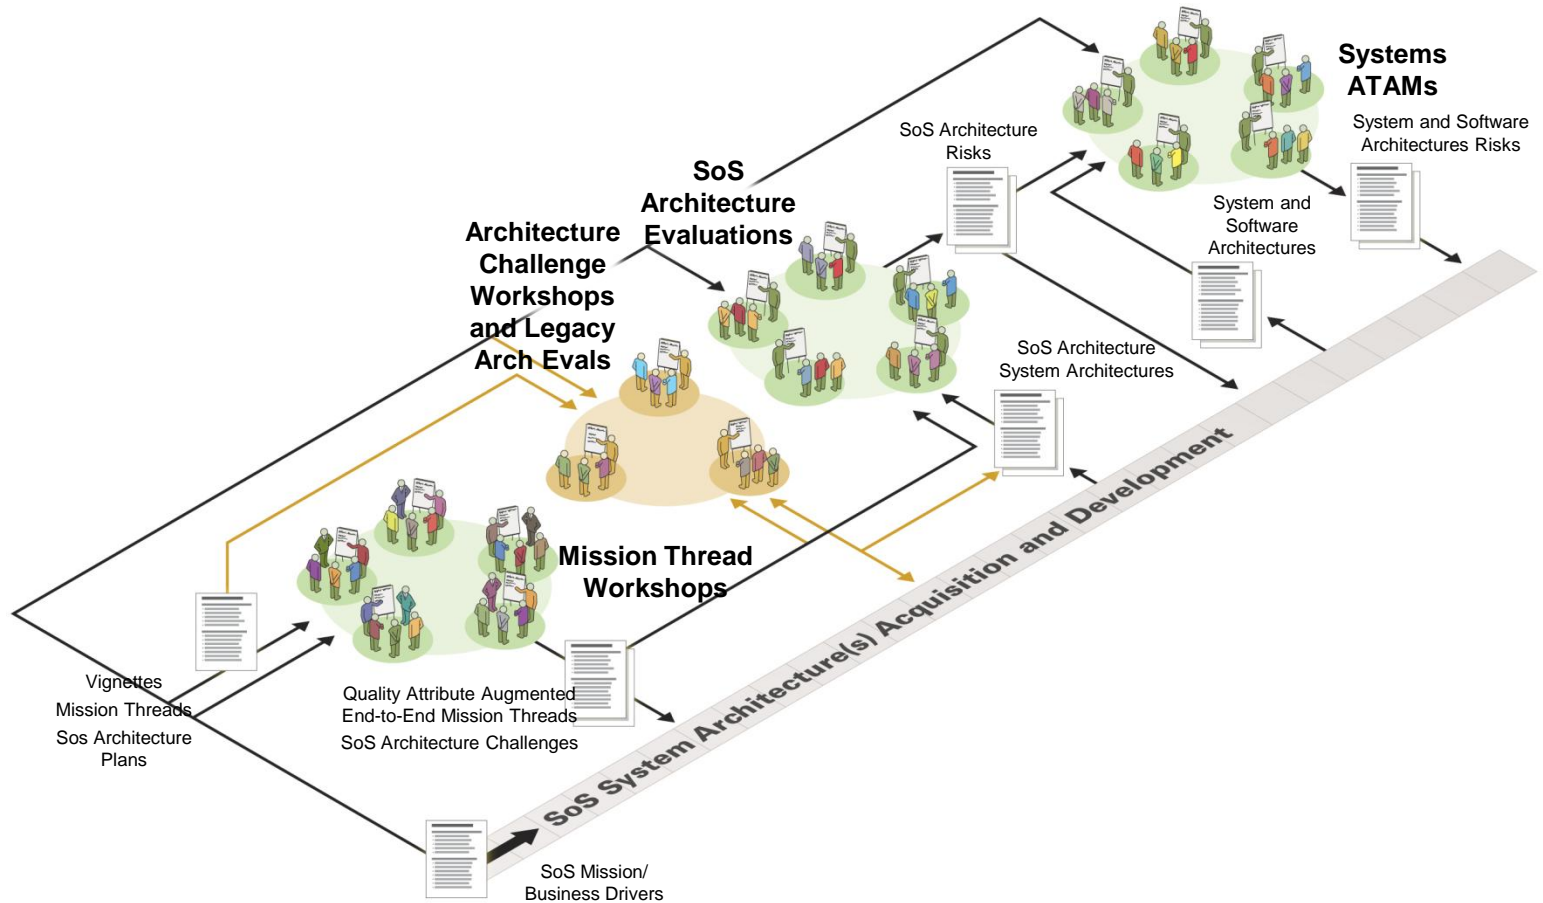 Systems
ATAMs
System and Software
Architectures Risks
SoS Architecture
Risks
SoS
Architecture
Evaluations
System and
Software
Architectures
Architecture
Challenge
Workshops
and Legacy
Arch Evals
SoS Architecture
System Architectures
Mission Thread
Workshops
Vignettes
Mission Threads
Sos Architecture
Plans
Quality Attribute Augmented
End-to-End Mission Threads
SoS Architecture Challenges
SoS System Architecture(s) Acquisition and Development
SoS Mission/
Business Drivers